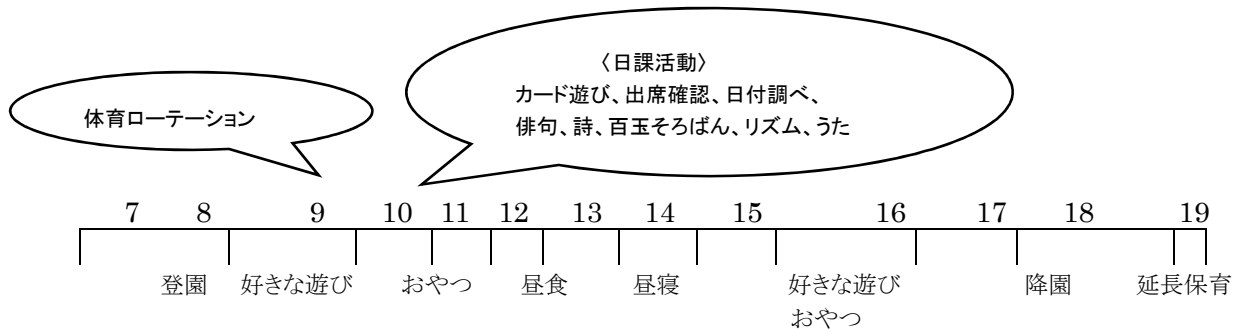 〈日課活動〉
カード遊び、出席確認、日付調べ、
俳句、詩、百玉そろばん、リズム、うた
体育ローテーション
7 8 9 10 11 12 13 14 15 16 17 18 19
登園 好きな遊び おやつ 昼食 昼寝 好きな遊び 降園 延長保育
おやつ